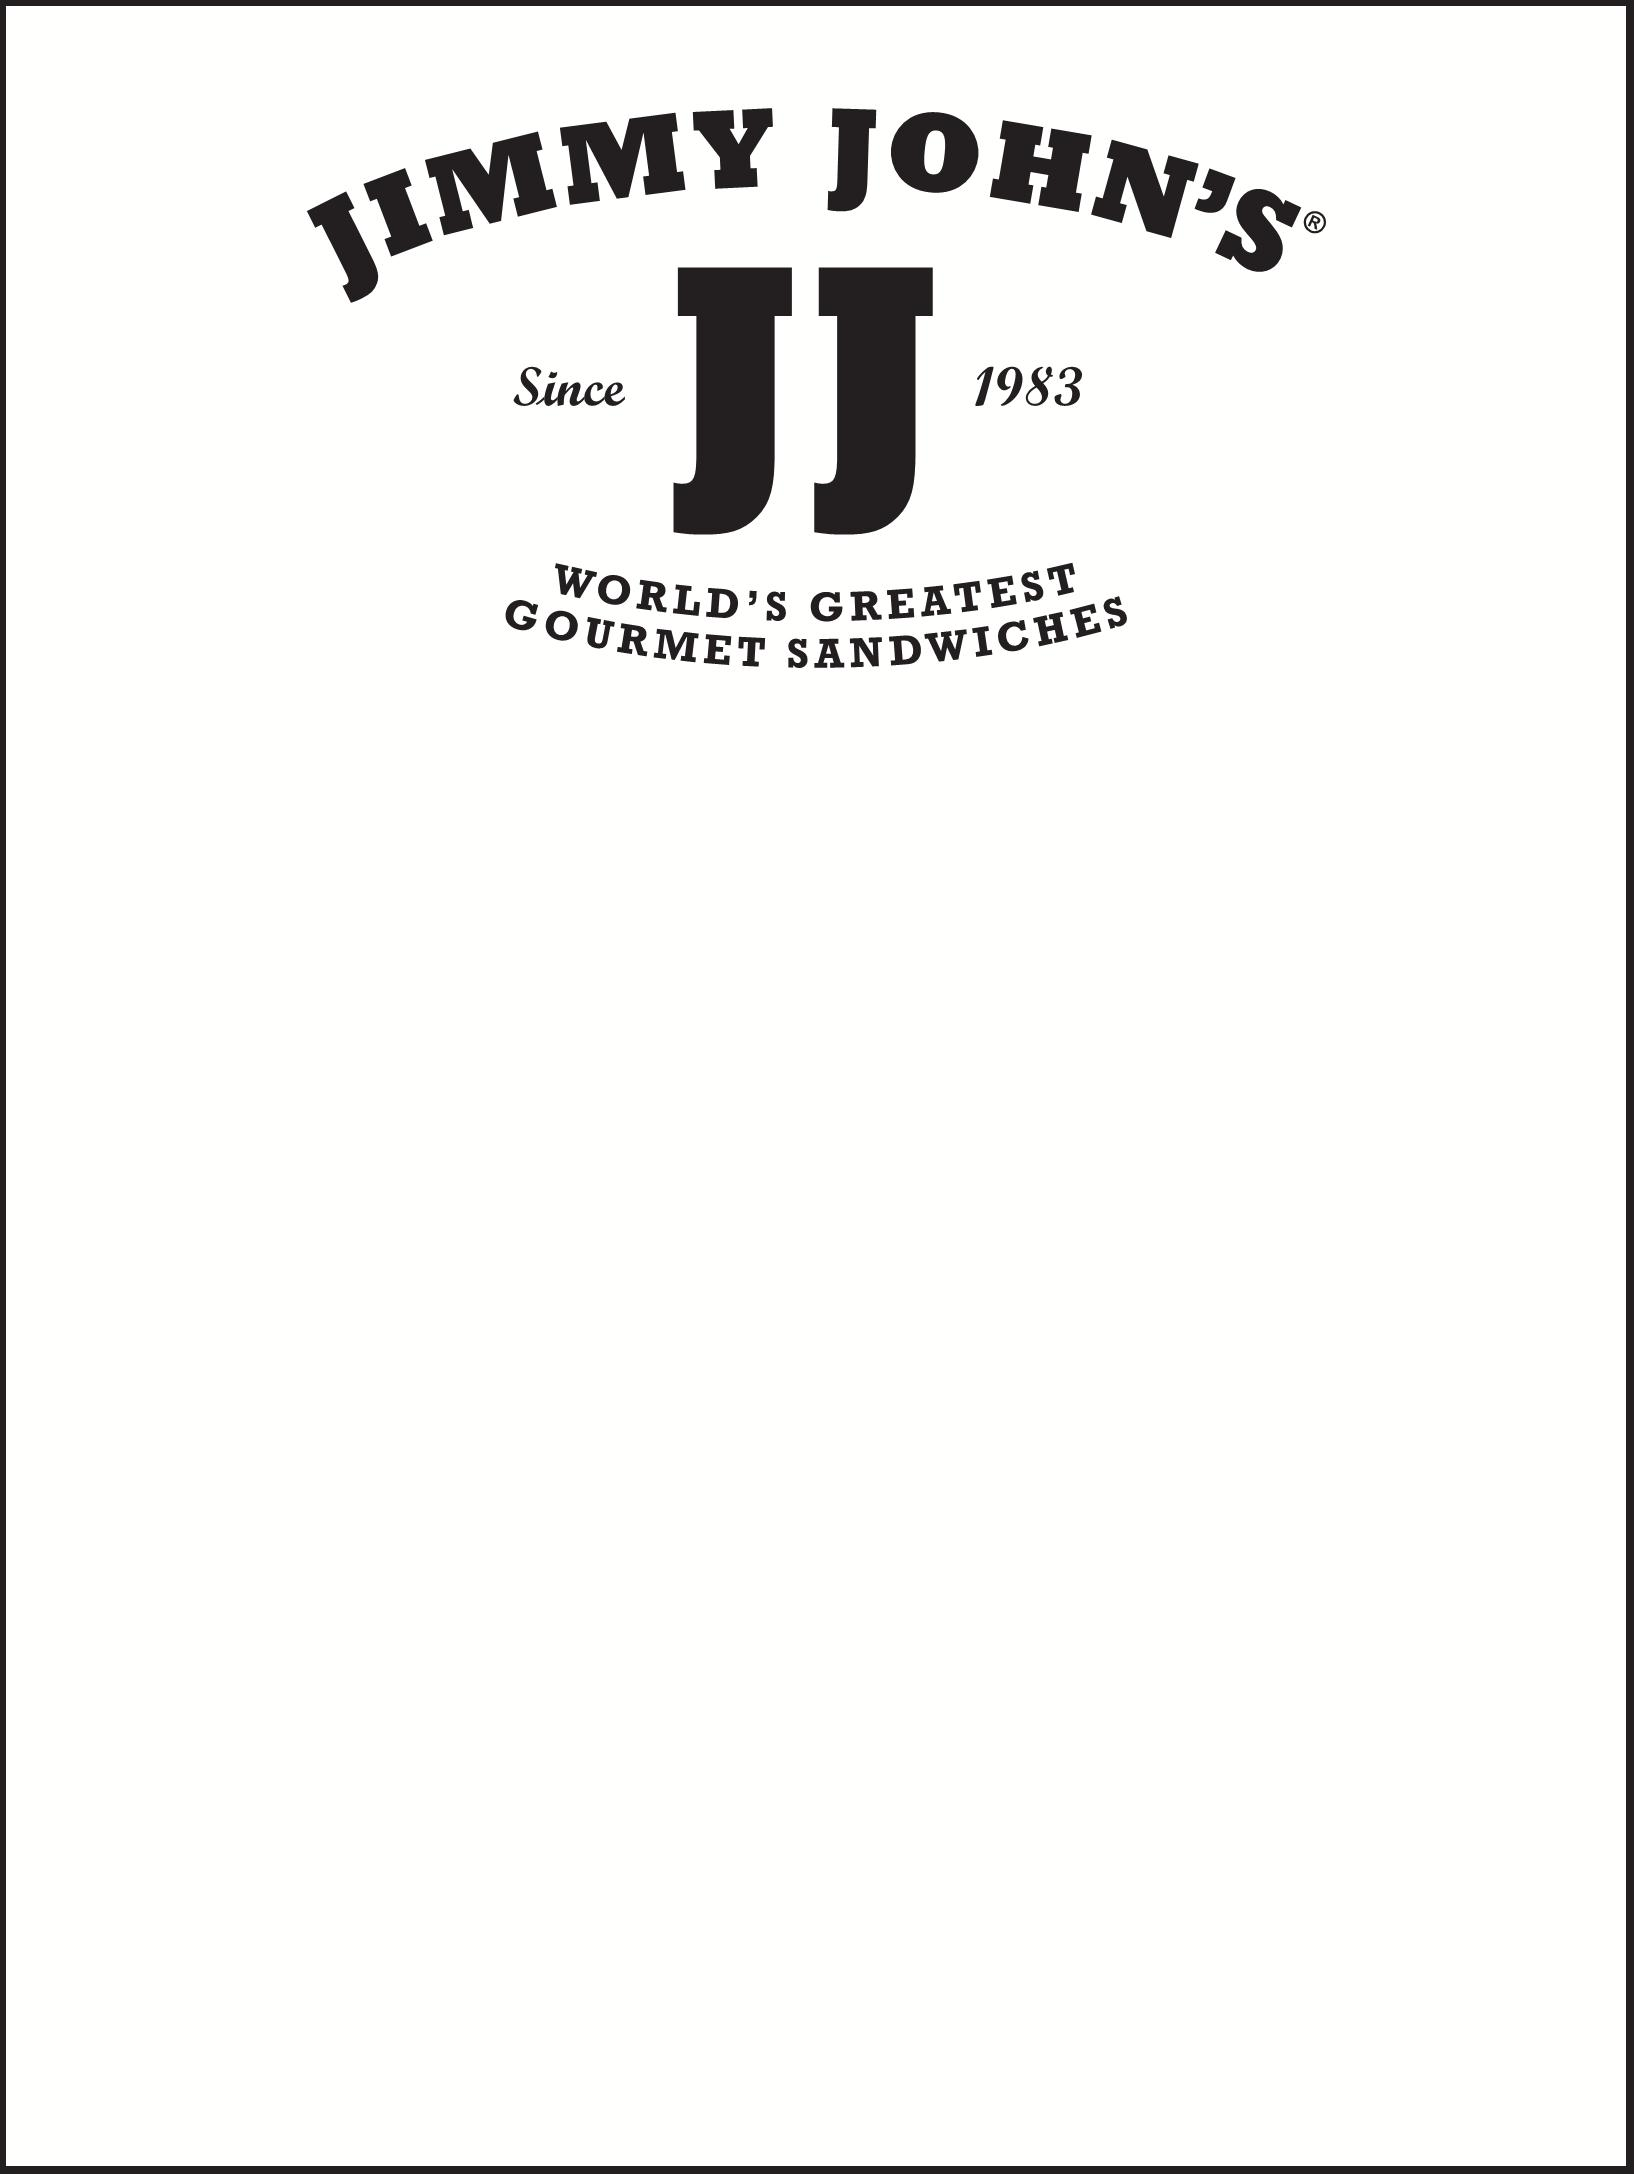 JIMMY JOHN'S®
JJ
Since 1983
WORLD'S GREATEST
GOURMET SANDWICHES